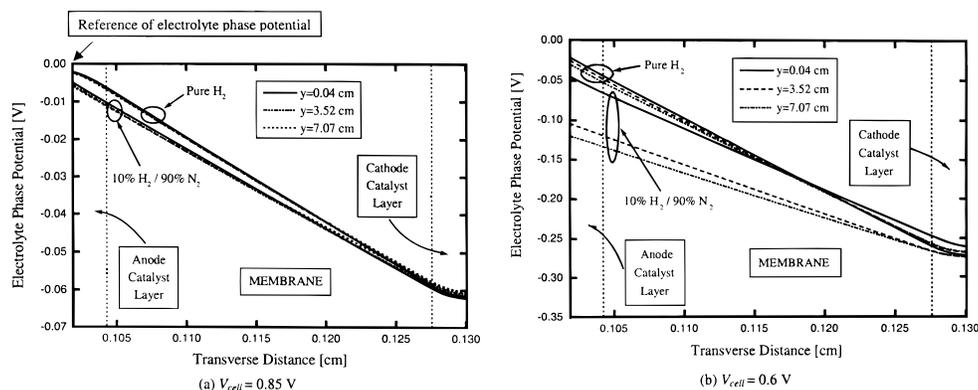 Reference of electrolyte phase potential
0.00
-0.01
-0.02
-0.03
-0.04
-0.05
-0.06
-0.07
Electrolyte Phase Potential [V]
Pure H₂
y=0.04 cm
y=3.52 cm
y=7.07 cm
10% H₂ / 90% N₂
Cathode
Catalyst
Layer
Anode
Catalyst
Layer
MEMBRANE
0.105 0.110 0.115 0.120 0.125 0.130
Transverse Distance [cm]
(a) V_cell = 0.85 V
0.00
-0.05
-0.10
-0.15
-0.20
-0.25
-0.30
-0.35
Electrolyte Phase Potential [V]
Pure H₂
y=0.04 cm
y=3.52 cm
y=7.07 cm
10% H₂ / 90% N₂
Cathode
Catalyst
Layer
Anode
Catalyst
Layer
MEMBRANE
0.105 0.110 0.115 0.120 0.125 0.130
Transverse Distance [cm]
(b) V_cell = 0.6 V